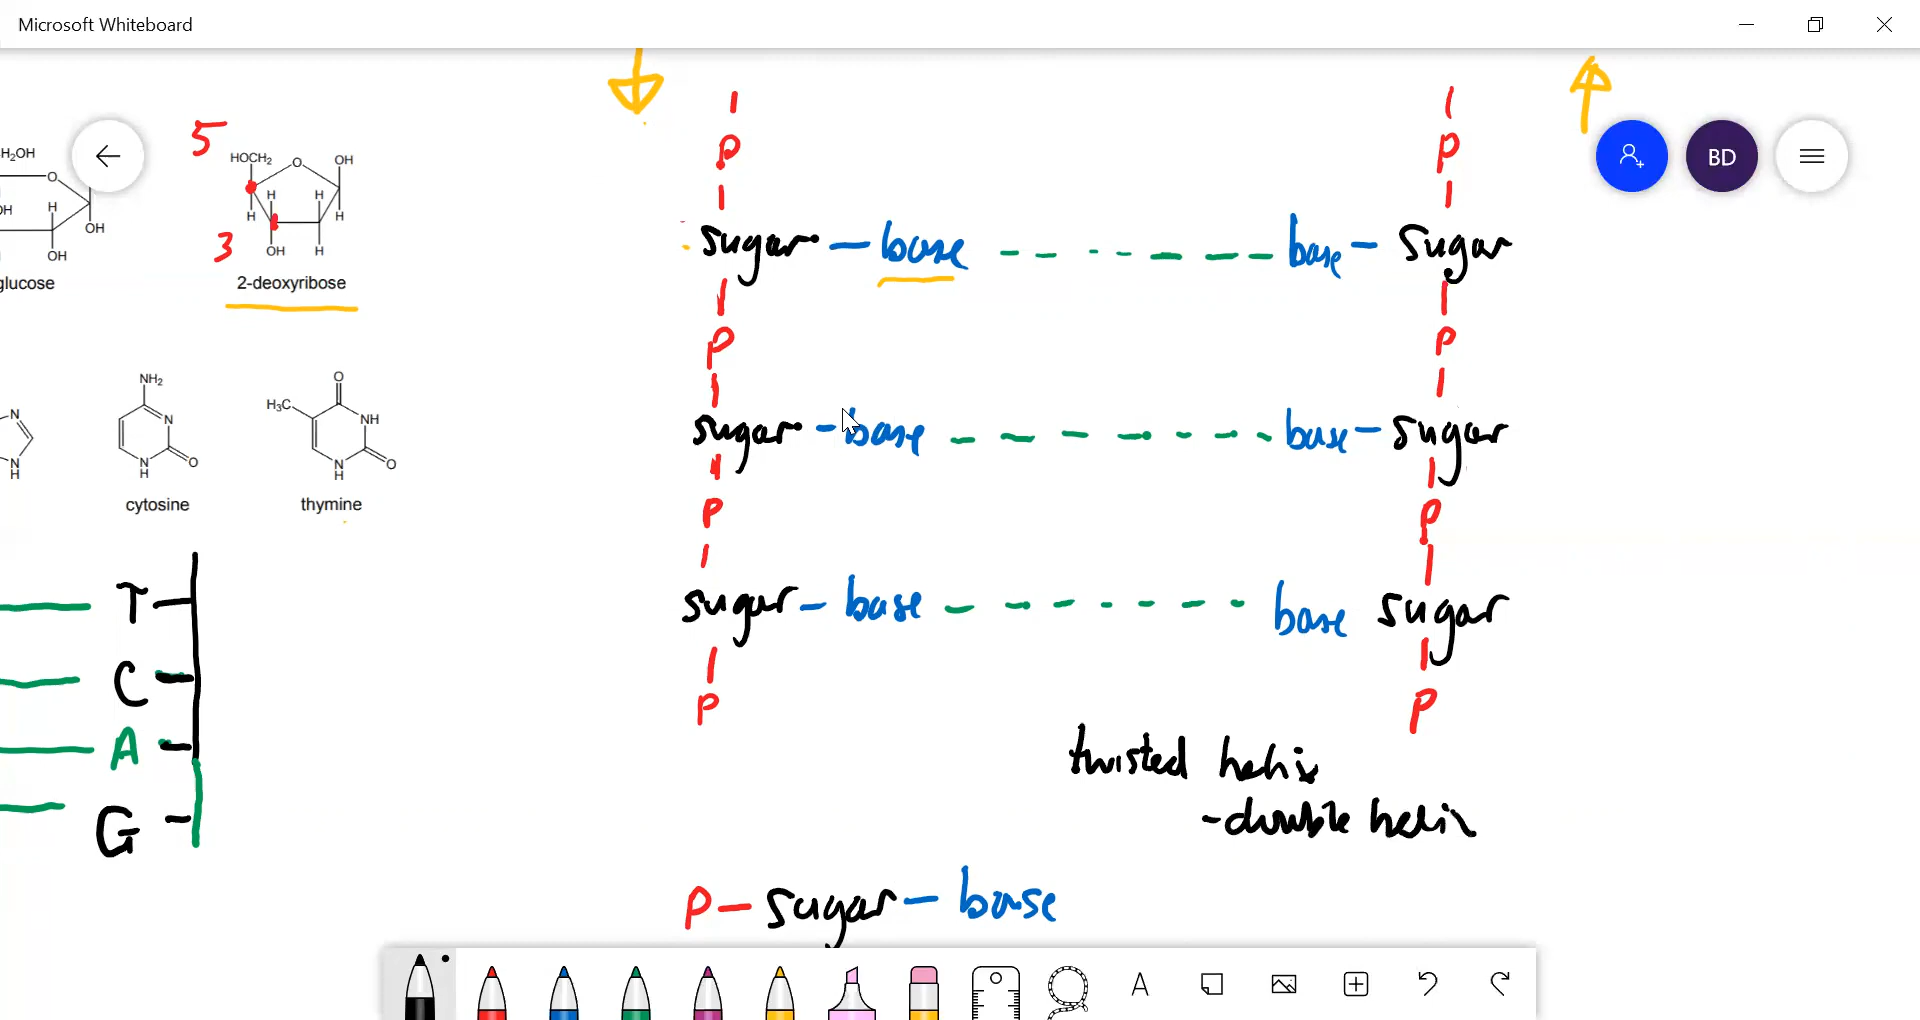 Microsoft Whiteboard
H₂OH
O
H
OH
OH
OH
glucose
5
3
HOCH₂
O
OH
H
H
H
H
OH
H
2-deoxyribose
BD
N
N
H
NH₂
N
N
H
O
cytosine
H₃C
O
NH
N
H
O
thymine
T
C
A
G
P
P
sugar - base base - sugar
P
P
sugar - base base - sugar
P
P
sugar - base base sugar
P
P
twisted helix
- double helix
P - sugar - base
A